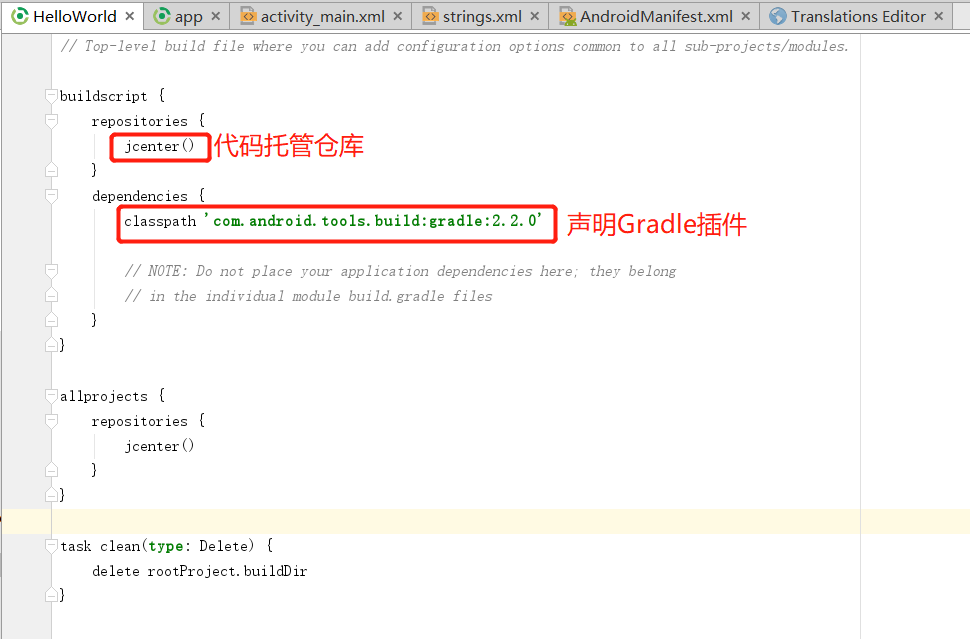 HelloWorld app activity_main.xml strings.xml AndroidManifest.xml Translations Editor
// Top-level build file where you can add configuration options common to all sub-projects/modules.
buildscript {
repositories {
jcenter() 代码托管仓库
}
dependencies {
classpath 'com.android.tools.build:gradle:2.2.0' 声明Gradle插件
// NOTE: Do not place your application dependencies here; they belong
// in the individual module build.gradle files
}
}
allprojects {
repositories {
jcenter()
}
}
task clean(type: Delete) {
delete rootProject.buildDir
}